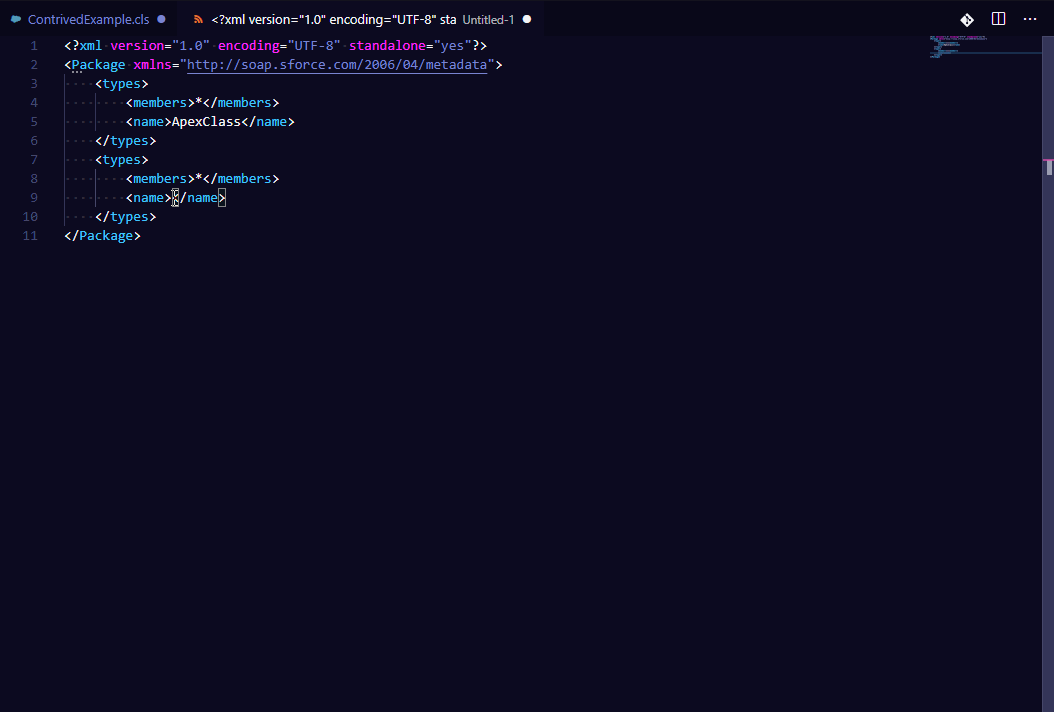 ContrivedExample.cls
<?xml version="1.0" encoding="UTF-8" sta Untitled-1
1 <?xml version="1.0" encoding="UTF-8" standalone="yes"?>
2 <Package xmlns="http://soap.sforce.com/2006/04/metadata">
3 <types>
4 <members>*</members>
5 <name>ApexClass</name>
6 </types>
7 <types>
8 <members>*</members>
9 <name></name>
10 </types>
11 </Package>